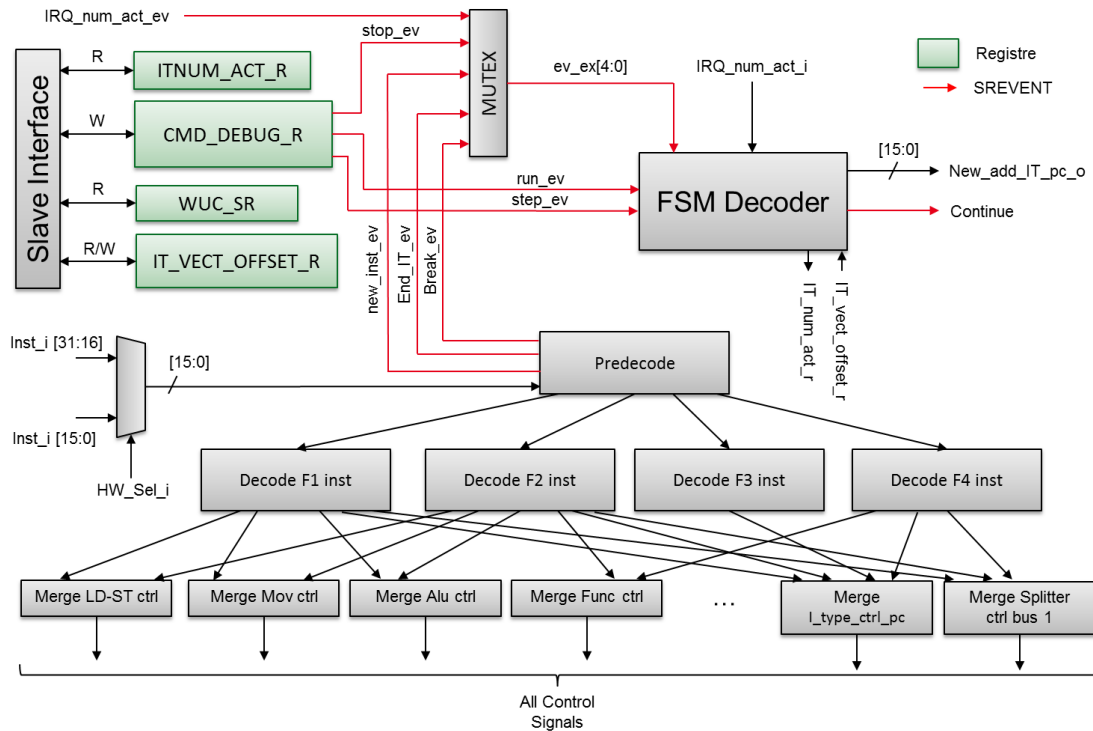 IRQ_num_act_ev
stop_ev
Slave Interface
R
ITNUM_ACT_R
W
CMD_DEBUG_R
R
WUC_SR
R/W
IT_VECT_OFFSET_R
MUTEX
ev_ex[4:0]
IRQ_num_act_i
Registre
SREVENT
run_ev
step_ev
FSM Decoder
[15:0]
New_add_IT_pc_o
Continue
new_inst_ev
End_IT_ev
Break_ev
IT_num_act_r
IT_vect_offset_r
Inst_i [31:16]
[15:0]
Inst_i [15:0]
HW_Sel_i
Predecode
Decode F1 inst
Decode F2 inst
Decode F3 inst
Decode F4 inst
Merge LD-ST ctrl
Merge Mov ctrl
Merge Alu ctrl
Merge Func ctrl
...
Merge
I_type_ctrl_pc
Merge Splitter
ctrl bus 1
All Control
Signals